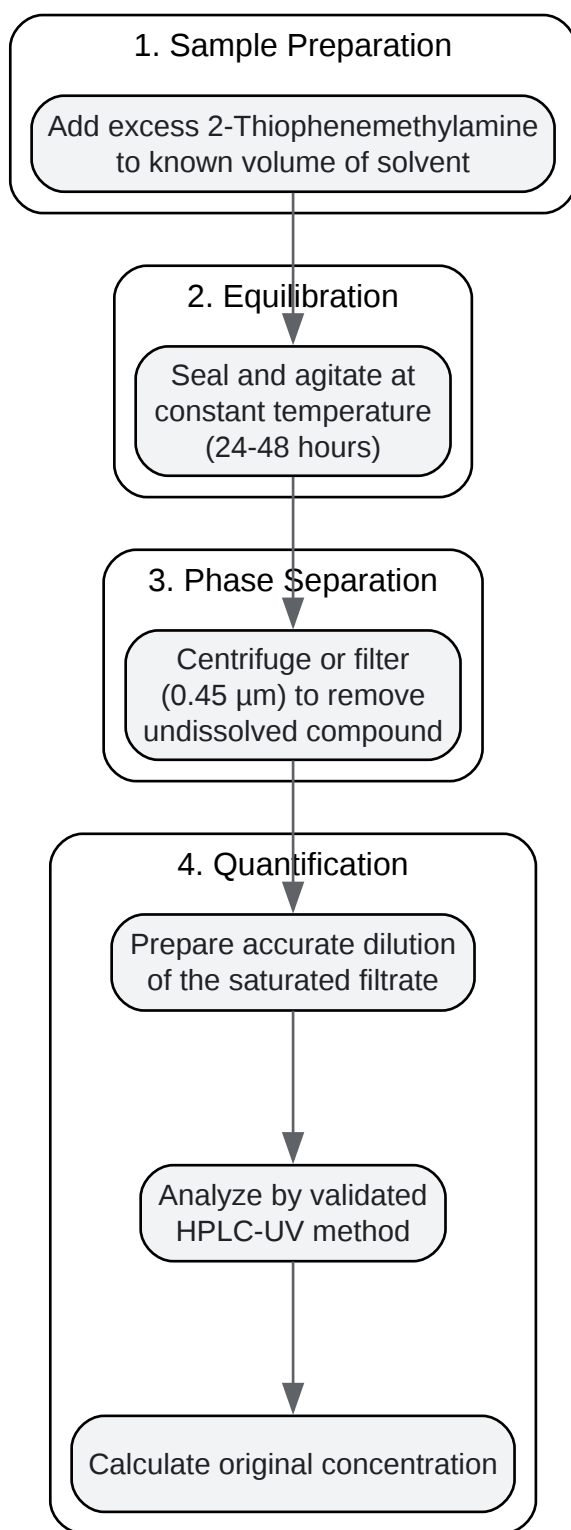 1. Sample Preparation
Add excess 2-Thiophenemethylamine
to known volume of solvent
2. Equilibration
Seal and agitate at
constant temperature
(24-48 hours)
3. Phase Separation
Centrifuge or filter
(0.45 µm) to remove
undissolved compound
4. Quantification
Prepare accurate dilution
of the saturated filtrate
Analyze by validated
HPLC-UV method
Calculate original concentration